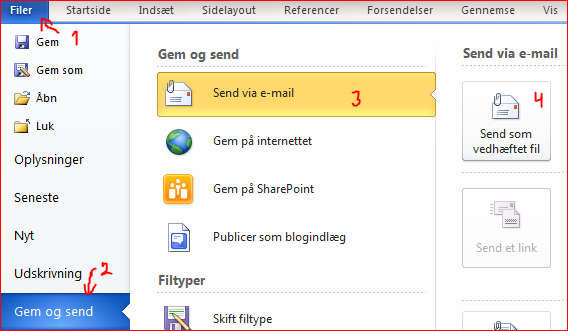 Filer Startside Indsæt Sidelayout Referencer Forsendelser Gennemse Vis
1
Gem
Gem som
Åbn
Luk
Oplysninger
Seneste
Nyt
Udskrivning
2
Gem og send
Gem og send
Send via e-mail 3
Gem på internettet
Gem på SharePoint
Publicer som blogindlæg
Filtyper
Skift filtype
Send via e-mail
4
Send som
vedhæftet fil
Send et link